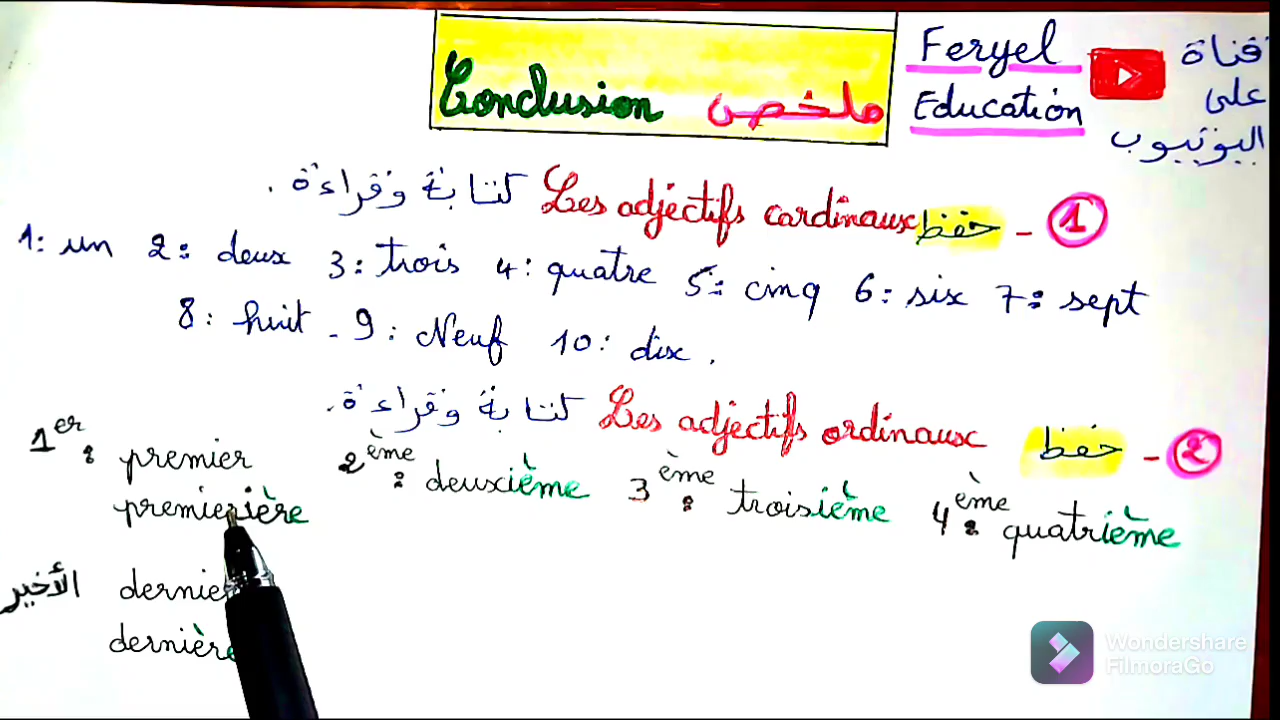 Conclusion ملخص
Feryel
Education
قناة
على
اليوتيوب
1 - حفظ Les adjectifs cardinaux كتابة وقراءة .
1: un 2: deux 3: trois 4: quatre 5: cinq 6: six 7: sept
8: huit - 9: Neuf 10: dix .
2 - حفظ Les adjectifs ordinaux كتابة وقراءة .
1er : premier 2ème : deuxième 3ème : troisième 4ème : quatrième
premierière
الأخير dernier
dernière
Wondershare
FilmoraGo